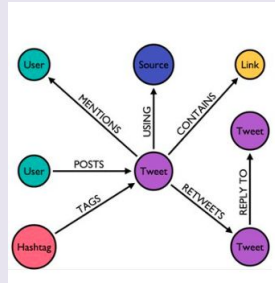 User
Source
Link
MENTIONS
USING
CONTAINS
Tweet
User
POSTS
Tweet
REPLY TO
TAGS
RETWEETS
Hashtag
Tweet